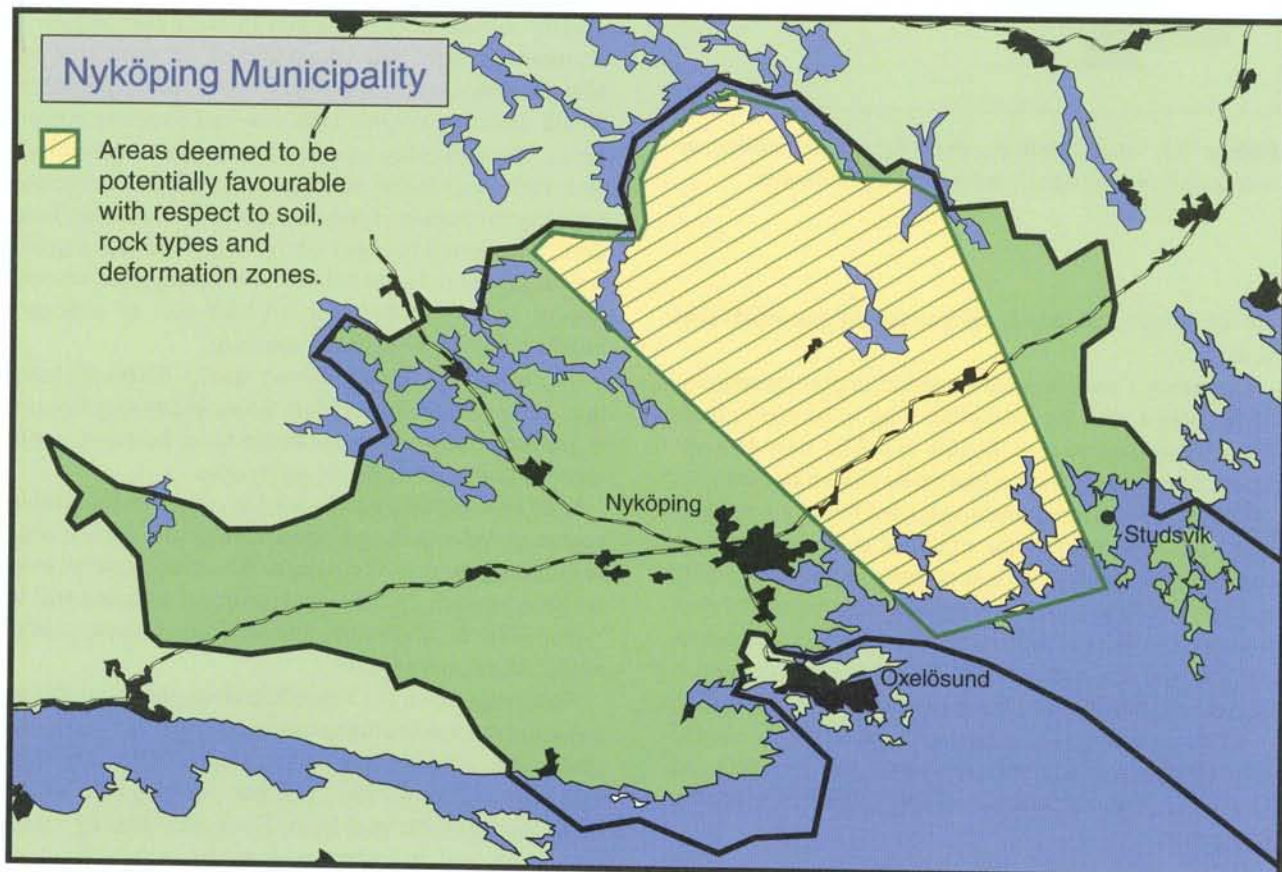 Nyköping Municipality
Areas deemed to be
potentially favourable
with respect to soil,
rock types and
deformation zones.
Nyköping
Studsvik
Oxelösund